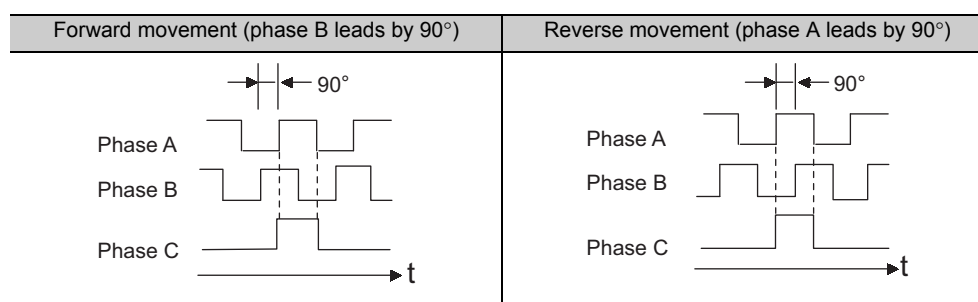 Forward movement (phase B leads by 90°)
Reverse movement (phase A leads by 90°)
90°
Phase A
Phase B
Phase C
t
90°
Phase A
Phase B
Phase C
t